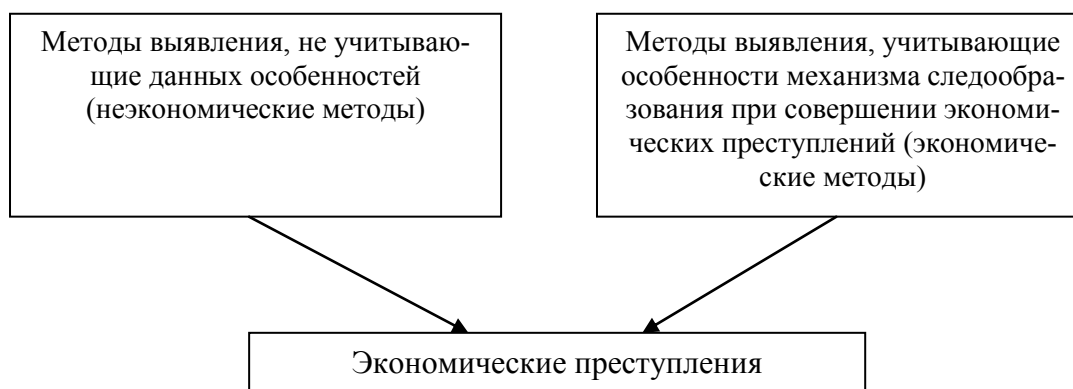 Методы выявления, не учитываю-
щие данных особенностей
(неэкономические методы)
Методы выявления, учитывающие
особенности механизма следообра-
зования при совершении экономи-
ческих преступлений (экономиче-
ские методы)
Экономические преступления